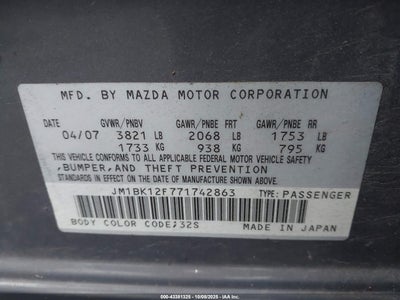 MFD. BY MAZDA MOTOR CORPORATION
DATE GVWR/PNBV GAWR/PNBE FRT GAWR/PNBE RR
04/07 3821 LB 2068 LB 1753 LB
1733 KG 938 KG 795 KG
THIS VEHICLE CONFORMS TO ALL APPLICABLE FEDERAL MOTOR VEHICLE SAFETY
,BUMPER,AND THEFT PREVENTION
STANDARDS IN EFFECT ON THE DATE OF MANUFACTURE SHOWN ABOVE.
JM1BK12F771742863 TYPE:PASSENGER
BODY COLOR CODE;32S MADE IN JAPAN
000-43381325 - 10/09/2025 - IAAI